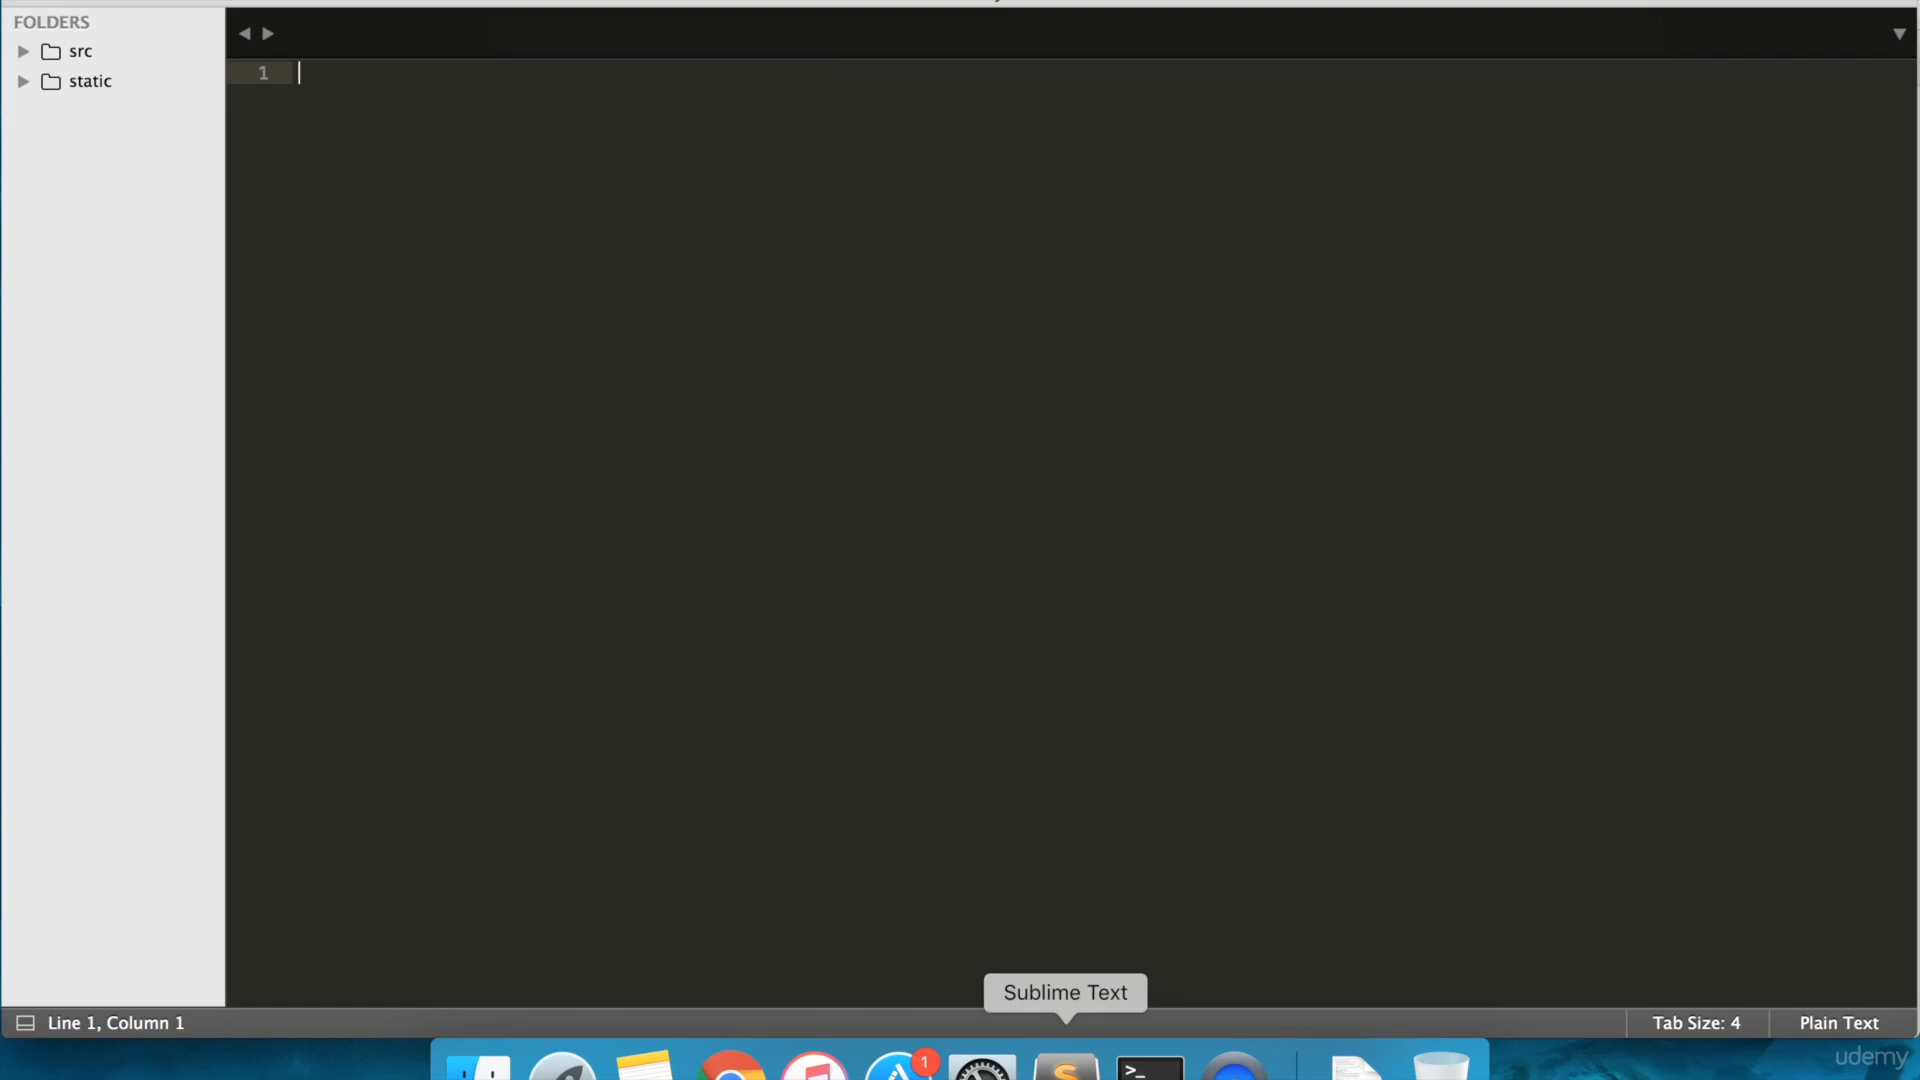 FOLDERS
src
static
1
Sublime Text
Line 1, Column 1
Tab Size: 4
Plain Text
1
S
>_
udemy